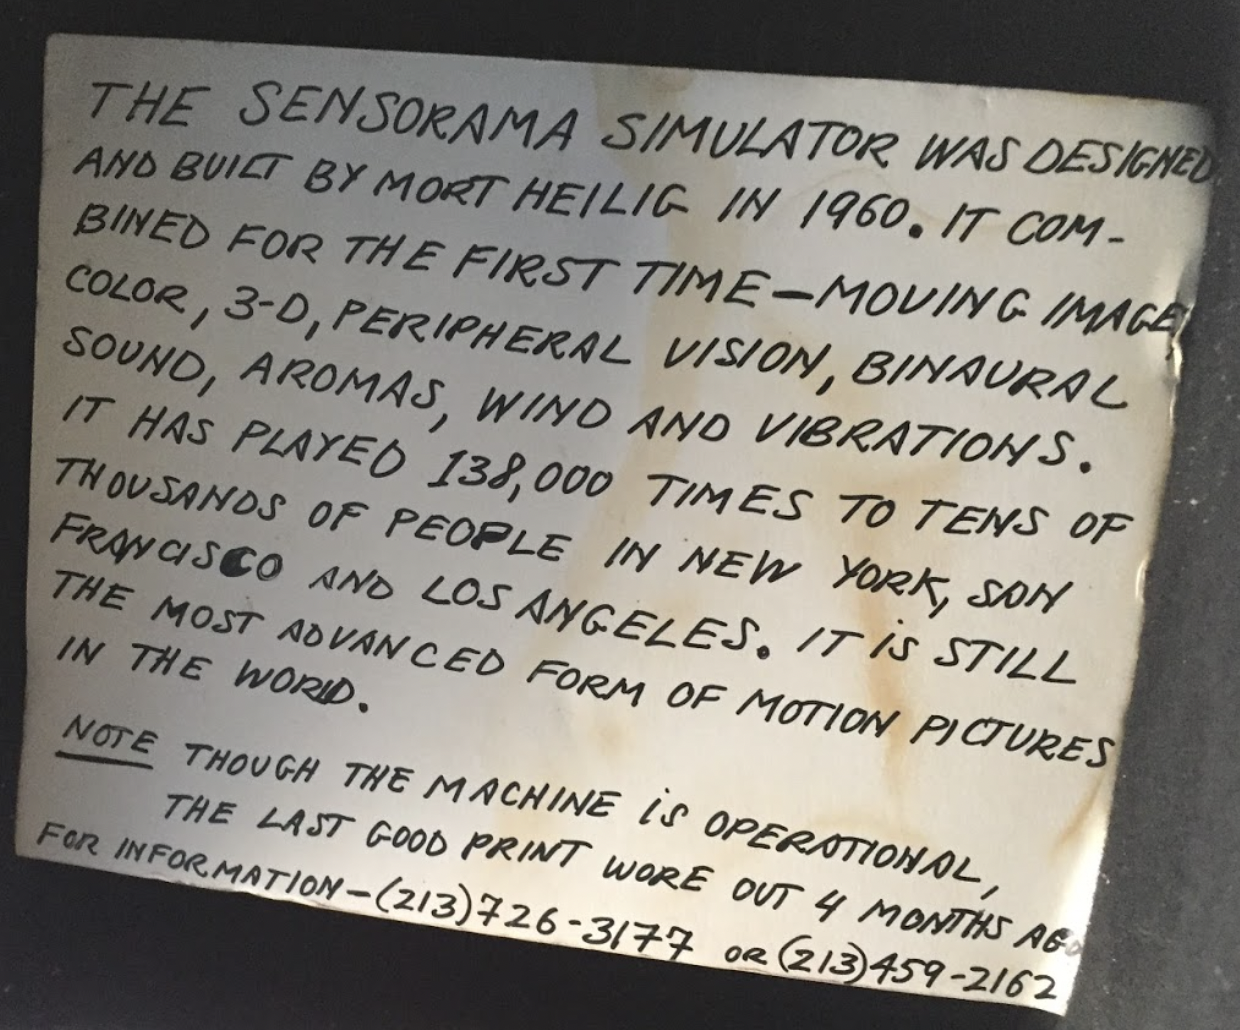 THE SENSORAMA SIMULATOR WAS DESIGNED
AND BUILT BY MORT HEILIG IN 1960. IT COM-
BINED FOR THE FIRST TIME—MOVING IMAGE,
COLOR, 3-D, PERIPHERAL VISION, BINAURAL
SOUND, AROMAS, WIND AND VIBRATIONS.
IT HAS PLAYED 138,000 TIMES TO TENS OF
THOUSANDS OF PEOPLE IN NEW YORK, SAN
FRANCISCO AND LOS ANGELES. IT iS STILL
THE MOST ADVANCED FORM OF MOTION PICTURES
IN THE WORLD.
NOTE THOUGH THE MACHINE iS OPERATIONAL,
THE LAST GOOD PRINT WORE OUT 4 MONTHS AGO
FOR INFORMATION—(213)726-3177 OR (213)459-2162